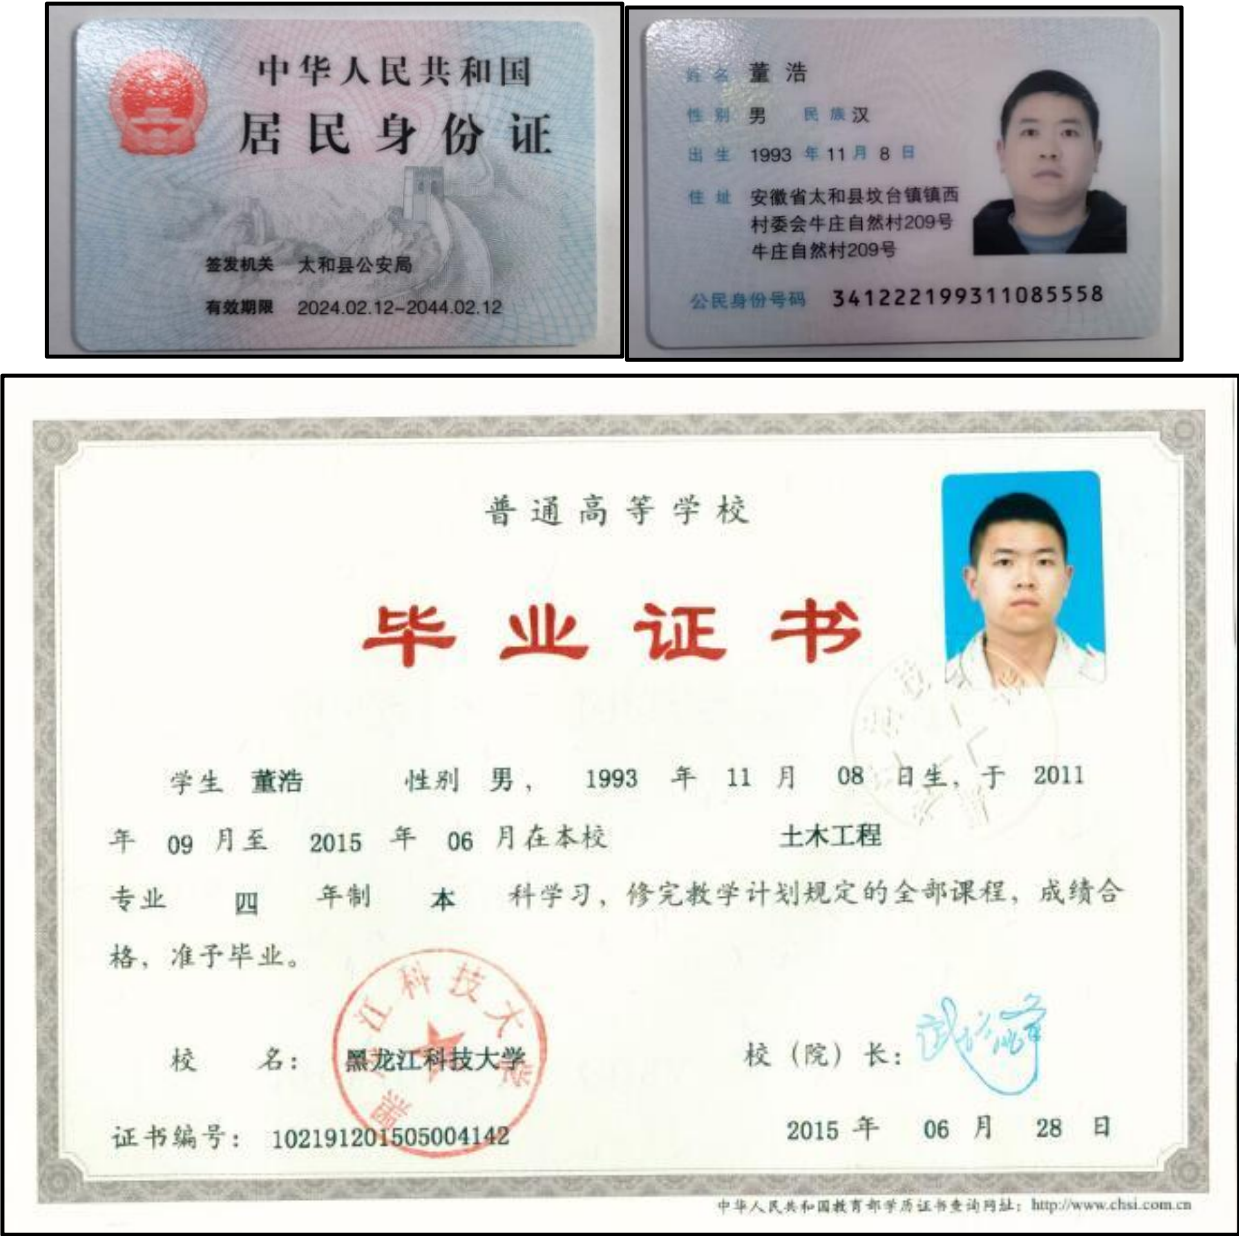 中华人民共和国
居民身份证
签发机关 太和县公安局
有效期限 2024.02.12-2044.02.12
姓名 董浩
性别 男 民族 汉
出生 1993 年 11 月 8 日
住址 安徽省太和县坟台镇镇西
村委会牛庄自然村209号
牛庄自然村209号
公民身份号码 341222199311085558
普通高等学校
毕业证书
学生 董浩 性别 男， 1993 年 11 月 08 日生，于 2011
年 09 月至 2015 年 06 月在本校 土木工程
专业 四 年制 本 科学习，修完教学计划规定的全部课程，成绩合
格，准予毕业。
黑龙江科技大学
校 名： 黑龙江科技大学 校（院）长：
证书编号： 102191201505004142 2015 年 06 月 28 日
中华人民共和国教育部学历证书查询网址：http://www.chsi.com.cn